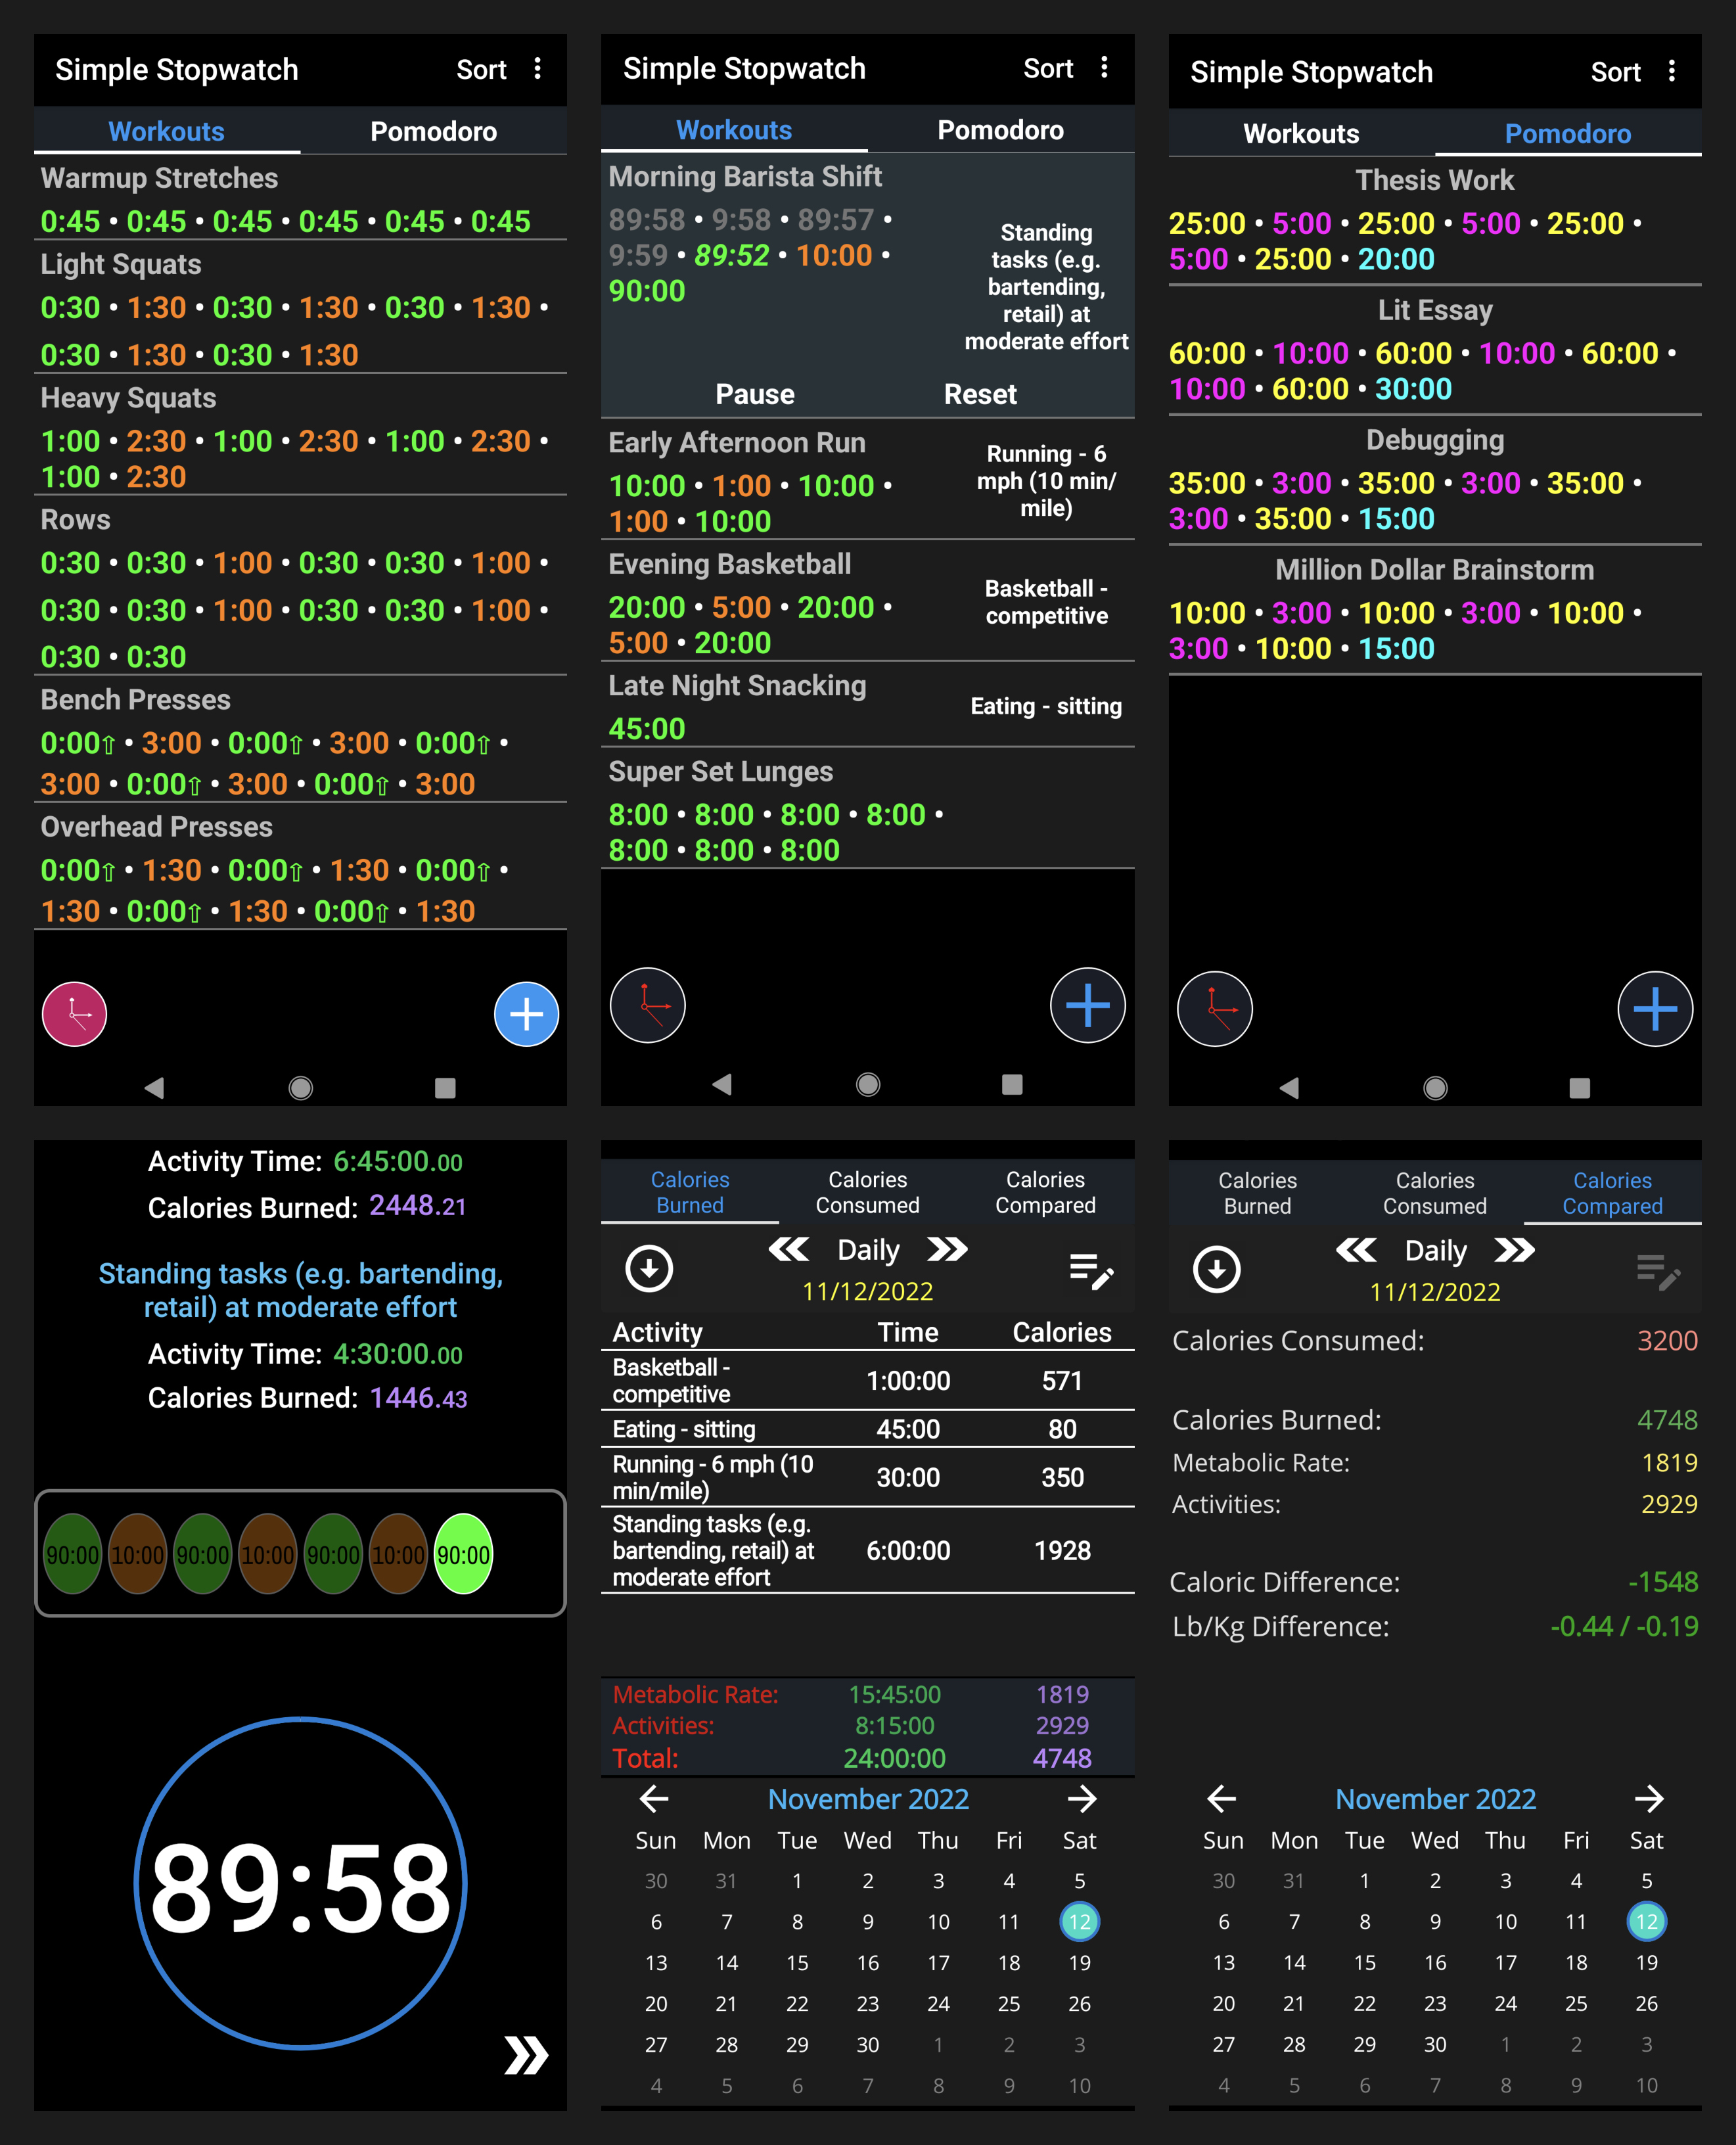 Simple Stopwatch Sort
Workouts Pomodoro
Warmup Stretches
0:45 • 0:45 • 0:45 • 0:45 • 0:45 • 0:45
Light Squats
0:30 • 1:30 • 0:30 • 1:30 • 0:30 • 1:30 •
0:30 • 1:30 • 0:30 • 1:30
Heavy Squats
1:00 • 2:30 • 1:00 • 2:30 • 1:00 • 2:30 •
1:00 • 2:30
Rows
0:30 • 0:30 • 1:00 • 0:30 • 0:30 • 1:00 •
0:30 • 0:30 • 1:00 • 0:30 • 0:30 • 1:00 •
0:30 • 0:30
Bench Presses
0:00⇧ • 3:00 • 0:00⇧ • 3:00 • 0:00⇧ •
3:00 • 0:00⇧ • 3:00 • 0:00⇧ • 3:00
Overhead Presses
0:00⇧ • 1:30 • 0:00⇧ • 1:30 • 0:00⇧ •
1:30 • 0:00⇧ • 1:30 • 0:00⇧ • 1:30
Simple Stopwatch Sort
Workouts Pomodoro
Morning Barista Shift
89:58 • 9:58 • 89:57 •
9:59 • 89:52 • 10:00 •
90:00
Standing
tasks (e.g.
bartending,
retail) at
moderate effort
Pause Reset
Early Afternoon Run
10:00 • 1:00 • 10:00 •
1:00 • 10:00
Running - 6
mph (10 min/
mile)
Evening Basketball
20:00 • 5:00 • 20:00 •
5:00 • 20:00
Basketball -
competitive
Late Night Snacking
45:00
Eating - sitting
Super Set Lunges
8:00 • 8:00 • 8:00 • 8:00 •
8:00 • 8:00 • 8:00
Simple Stopwatch Sort
Workouts Pomodoro
Thesis Work
25:00 • 5:00 • 25:00 • 5:00 • 25:00 •
5:00 • 25:00 • 20:00
Lit Essay
60:00 • 10:00 • 60:00 • 10:00 • 60:00 •
10:00 • 60:00 • 30:00
Debugging
35:00 • 3:00 • 35:00 • 3:00 • 35:00 •
3:00 • 35:00 • 15:00
Million Dollar Brainstorm
10:00 • 3:00 • 10:00 • 3:00 • 10:00 •
3:00 • 10:00 • 15:00
Activity Time: 6:45:00.00
Calories Burned: 2448.21
Standing tasks (e.g. bartending,
retail) at moderate effort
Activity Time: 4:30:00.00
Calories Burned: 1446.43
90:00 10:00 90:00 10:00 90:00 10:00 90:00
89:58
Calories
Burned
Calories
Consumed
Calories
Compared
Daily
11/12/2022
Activity Time Calories
Basketball -
competitive
1:00:00 571
Eating - sitting 45:00 80
Running - 6 mph (10
min/mile)
30:00 350
Standing tasks (e.g.
bartending, retail) at
moderate effort
6:00:00 1928
Metabolic Rate: 15:45:00 1819
Activities: 8:15:00 2929
Total: 24:00:00 4748
November 2022
Sun Mon Tue Wed Thu Fri Sat
30 31 1 2 3 4 5
6 7 8 9 10 11 12
13 14 15 16 17 18 19
20 21 22 23 24 25 26
27 28 29 30 1 2 3
4 5 6 7 8 9 10
Calories
Burned
Calories
Consumed
Calories
Compared
Daily
11/12/2022
Calories Consumed: 3200
Calories Burned: 4748
Metabolic Rate: 1819
Activities: 2929
Caloric Difference: -1548
Lb/Kg Difference: -0.44 / -0.19
November 2022
Sun Mon Tue Wed Thu Fri Sat
30 31 1 2 3 4 5
6 7 8 9 10 11 12
13 14 15 16 17 18 19
20 21 22 23 24 25 26
27 28 29 30 1 2 3
4 5 6 7 8 9 10